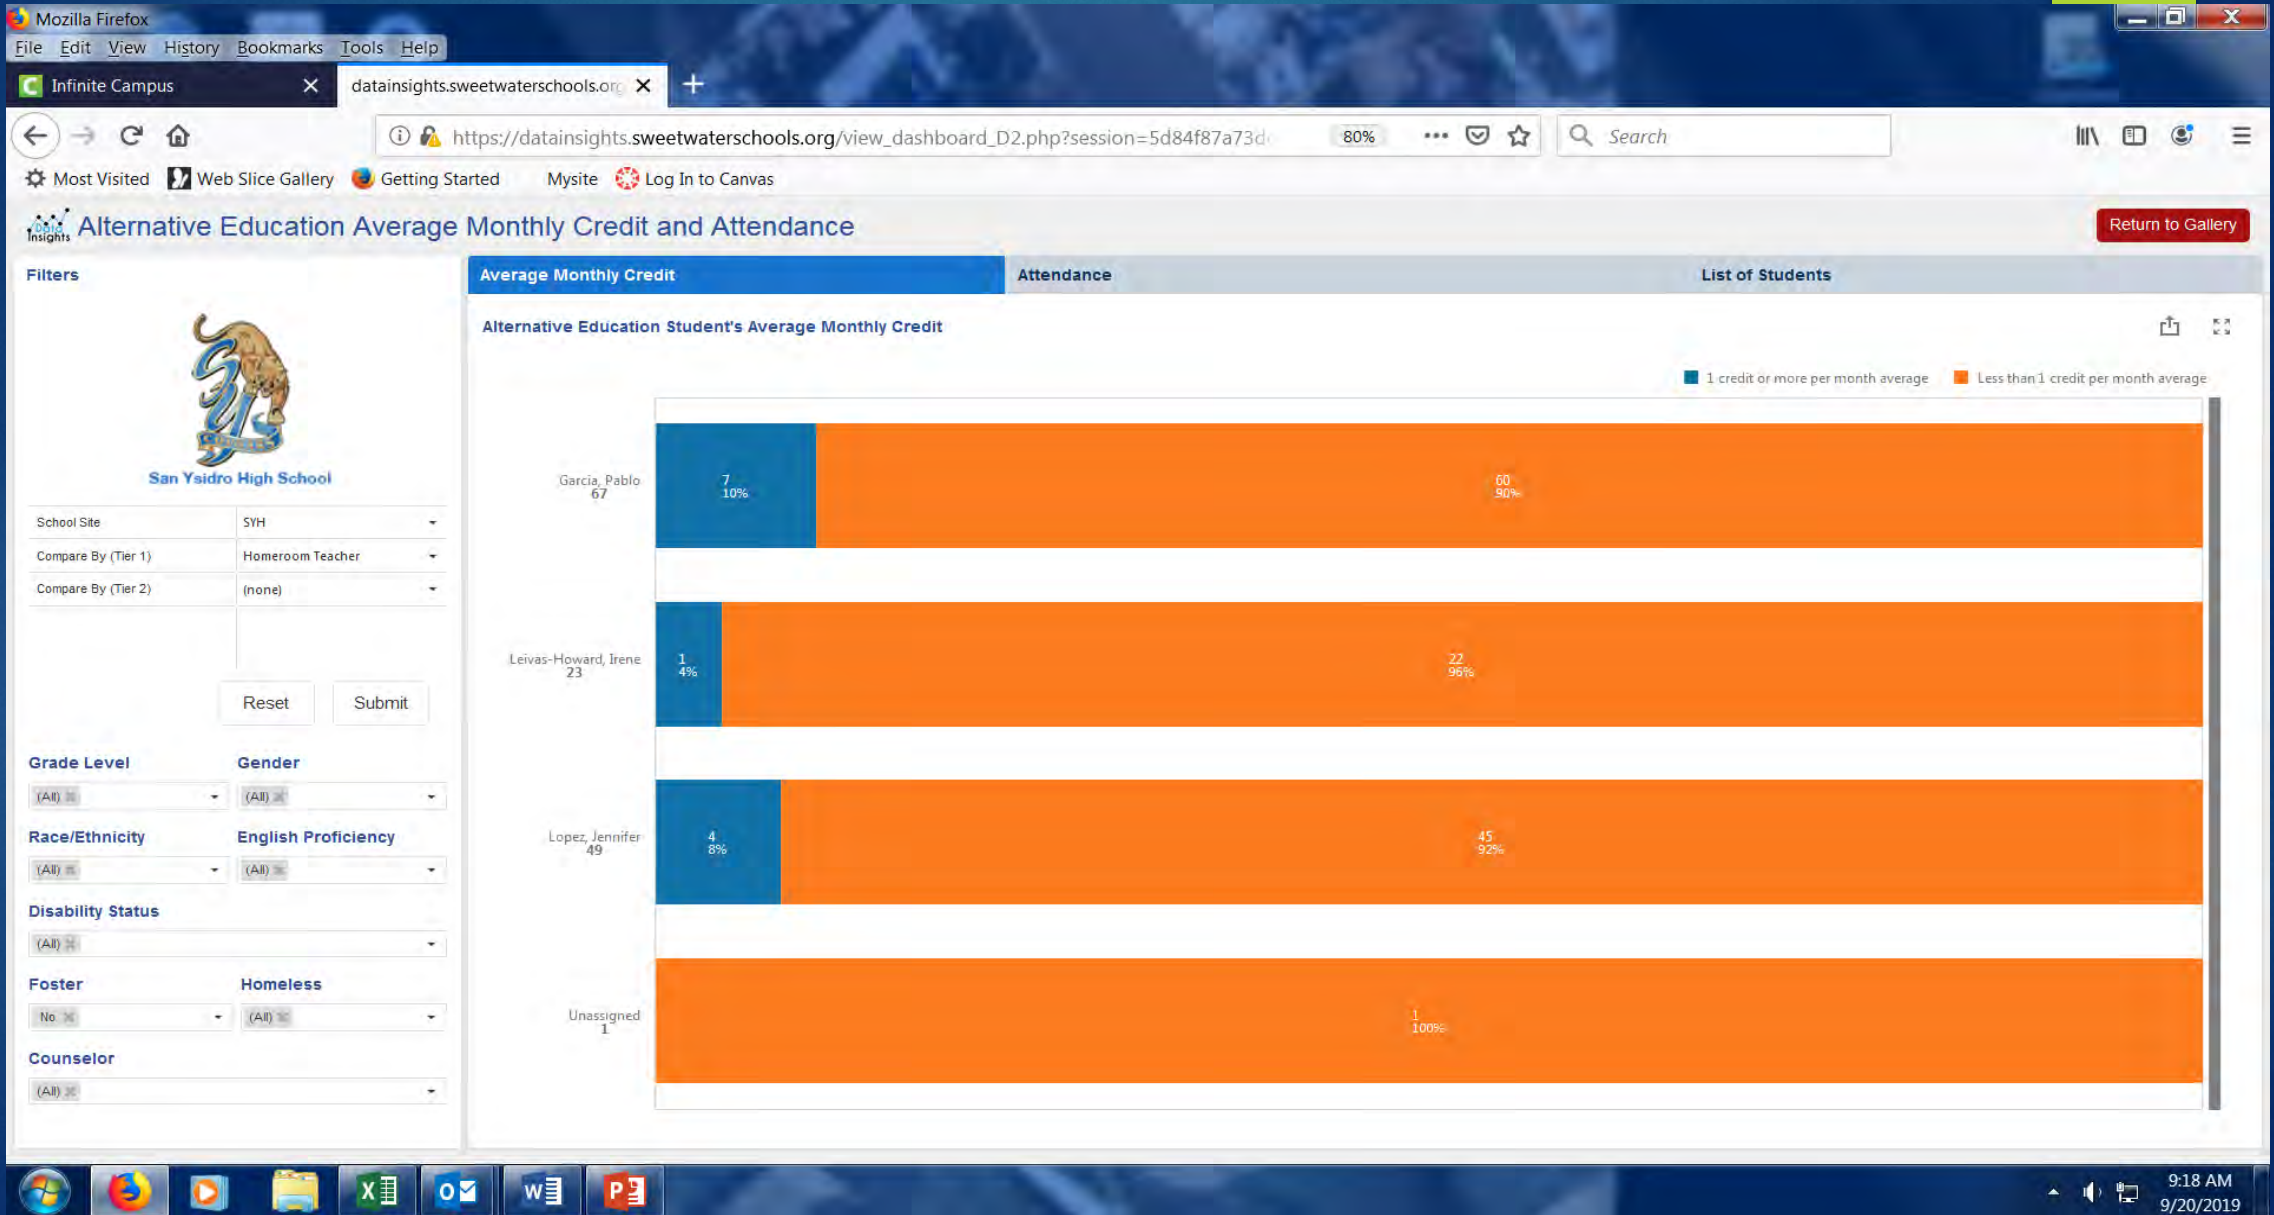 Mozilla Firefox
File Edit View History Bookmarks Tools Help
Infinite Campus
datainsights.sweetwaterschools.org
https://datainsights.sweetwaterschools.org/view_dashboard_D2.php?session=5d84f87a73d
80%
Search
Most Visited Web Slice Gallery Getting Started Mysite Log In to Canvas
Data Insights
Alternative Education Average Monthly Credit and Attendance
Return to Gallery
Filters
San Ysidro High School
School Site SYH
Compare By (Tier 1) Homeroom Teacher
Compare By (Tier 2) (none)
Reset Submit
Grade Level Gender
(All) (All)
Race/Ethnicity English Proficiency
(All) (All)
Disability Status
(All)
Foster Homeless
No (All)
Counselor
(All)
Average Monthly Credit Attendance List of Students
Alternative Education Student's Average Monthly Credit
1 credit or more per month average Less than 1 credit per month average
Garcia, Pablo
67
7
10%
60
90%
Leivas-Howard, Irene
23
1
4%
22
96%
Lopez, Jennifer
49
4
8%
45
92%
Unassigned
1
1
100%
9:18 AM
9/20/2019